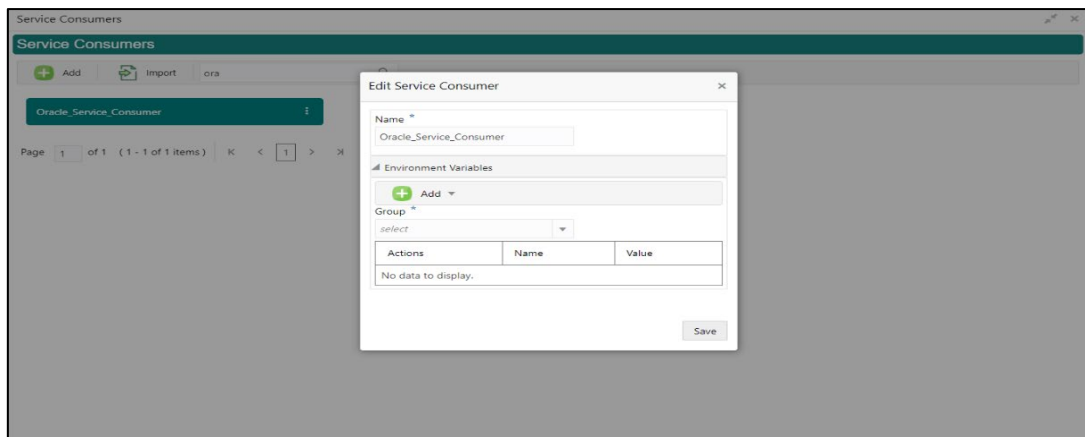 Service Consumers
Service Consumers
Add Import ora
Oracle_Service_Consumer
Page 1 of 1 (1 - 1 of 1 items) K < 1 > >|
Edit Service Consumer ×
Name *
Oracle_Service_Consumer
Environment Variables
Add
Group *
select
Actions Name Value
No data to display.
Save